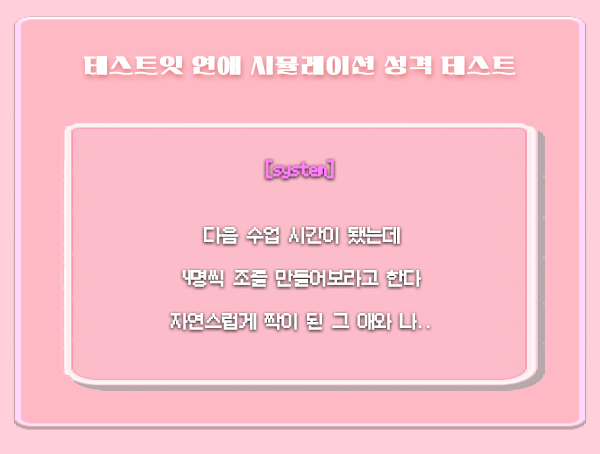 테스트잇 연애 시뮬레이션 성격 테스트
[system]
다음 수업 시간이 됐는데
4명씩 조를 만들어보라고 한다
자연스럽게 짝이 된 그 애와 나..